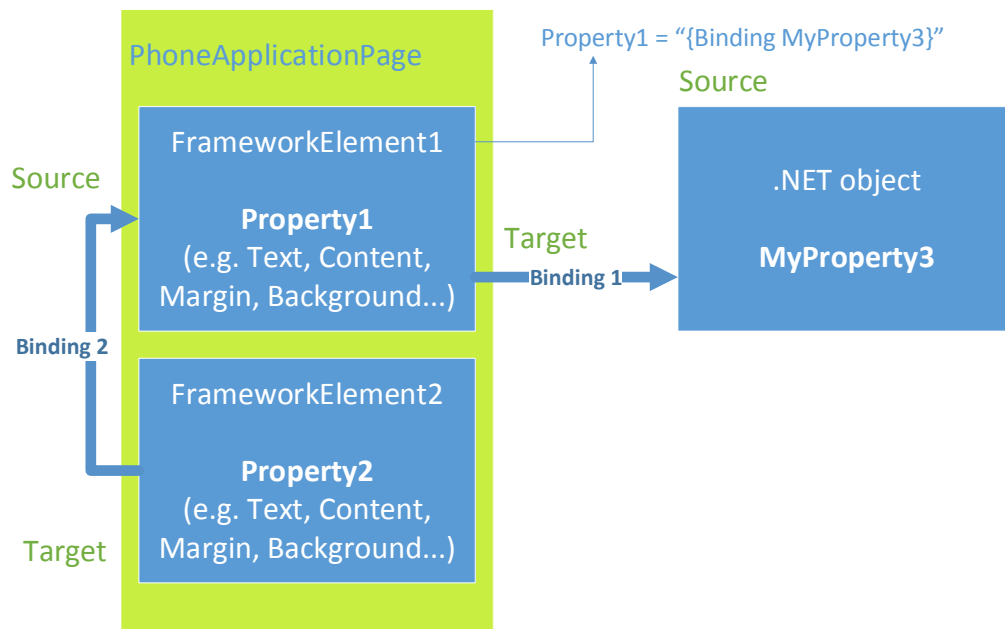 PhoneApplicationPage
Property1 = “{Binding MyProperty3}”
Source
FrameworkElement1
Source
Property1
(e.g. Text, Content,
Margin, Background...)
Target
Binding 1
.NET object
MyProperty3
Binding 2
FrameworkElement2
Property2
(e.g. Text, Content,
Margin, Background...)
Target